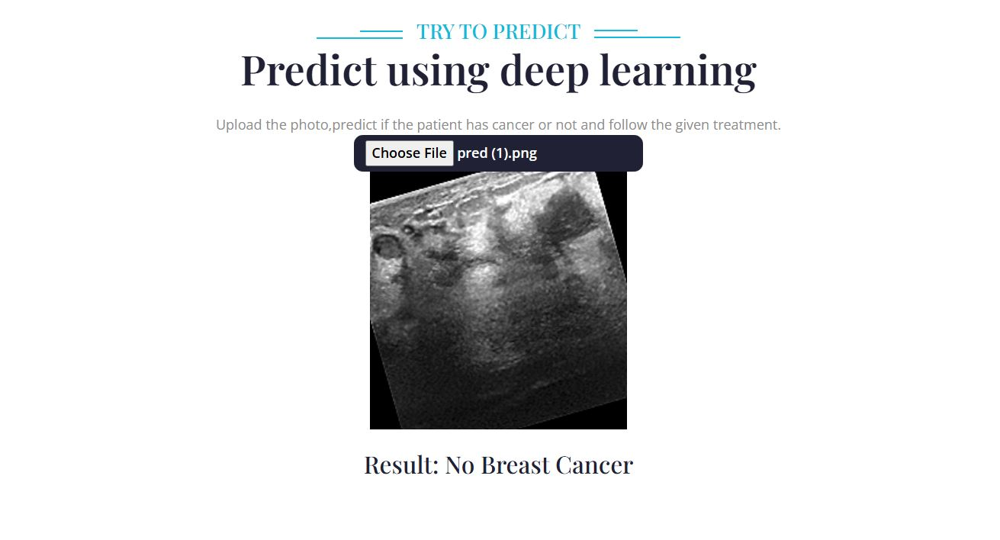 TRY TO PREDICT
Predict using deep learning
Upload the photo,predict if the patient has cancer or not and follow the given treatment.
Choose File pred (1).png
Result: No Breast Cancer